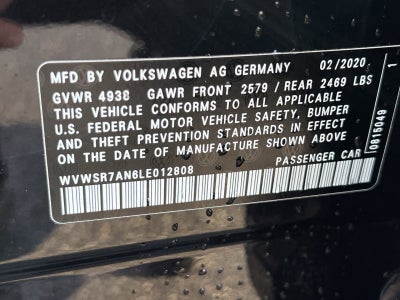 MFD BY VOLKSWAGEN AG GERMANY 02/2020
GVWR 4938 GAWR FRONT 2579 / REAR 2469 LBS
THIS VEHICLE CONFORMS TO ALL APPLICABLE
U.S. FEDERAL MOTOR VEHICLE SAFETY, BUMPER
AND THEFT PREVENTION STANDARDS IN EFFECT
ON THE DATE OF MANUFACTURE SHOWN ABOVE
WVWSR7AN6LE012808 PASSENGER CAR
0815049
1